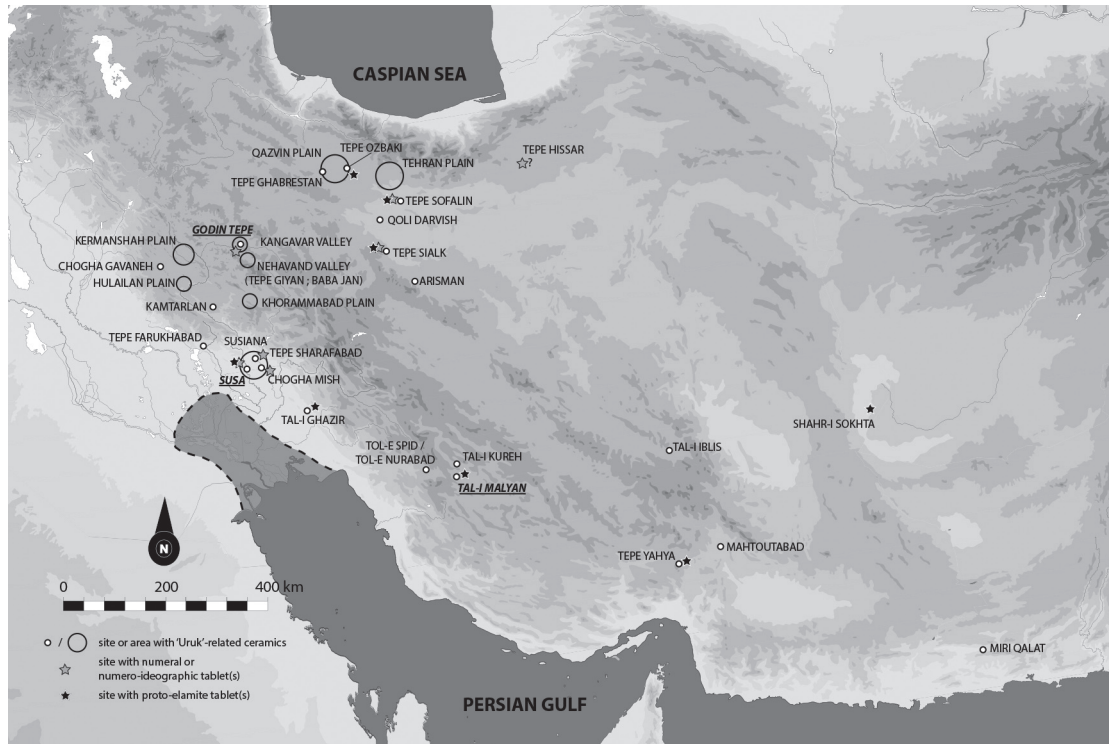 CASPIAN SEA
TEPE OZBAKI
QAZVIN PLAIN
TEHRAN PLAIN
TEPE HISSAR
?
TEPE GHABRESTAN
TEPE SOFALIN
QOLI DARVISH
GODIN TEPE
KERMANSHAH PLAIN
KANGAVAR VALLEY
TEPE SIALK
CHOGHA GAVANEH
NEHAVAND VALLEY
(TEPE GIYAN ; BABA JAN)
HULAILAN PLAIN
ARISMAN
KAMTARLAN
KHORAMMABAD PLAIN
TEPE FARUKHABAD
SUSIANA
TEPE SHARAFABAD
SUSA
CHOGHA MISH
TAL-I GHAZIR
SHAHR-I SOKHTA
TOL-E SPID /
TOL-E NURABAD
TAL-I KUREH
TAL-I IBLIS
TAL-I MALYAN
MAHTOUTABAD
TEPE YAHYA
N
0 200 400 km
site or area with 'Uruk'-related ceramics
/
site with numeral or
numero-ideographic tablet(s)
site with proto-elamite tablet(s)
MIRI QALAT
PERSIAN GULF